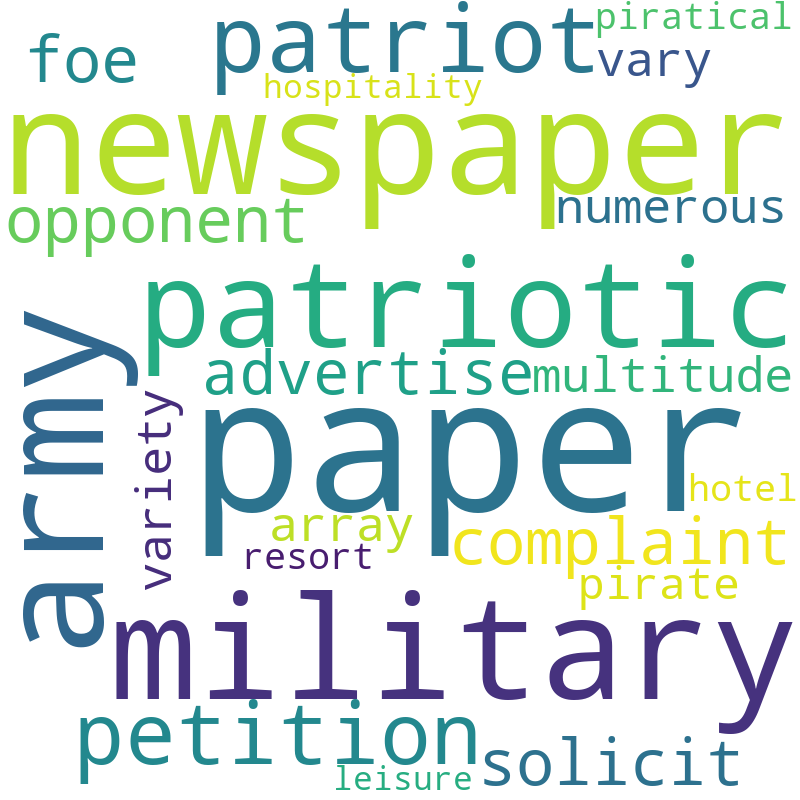 piratical
patriot
foe
vary
hospitality
newspaper
numerous
opponent
patriotic
army
advertise
multitude
variety
paper
hotel
array
complaint
resort
pirate
military
petition
solicit
leisure